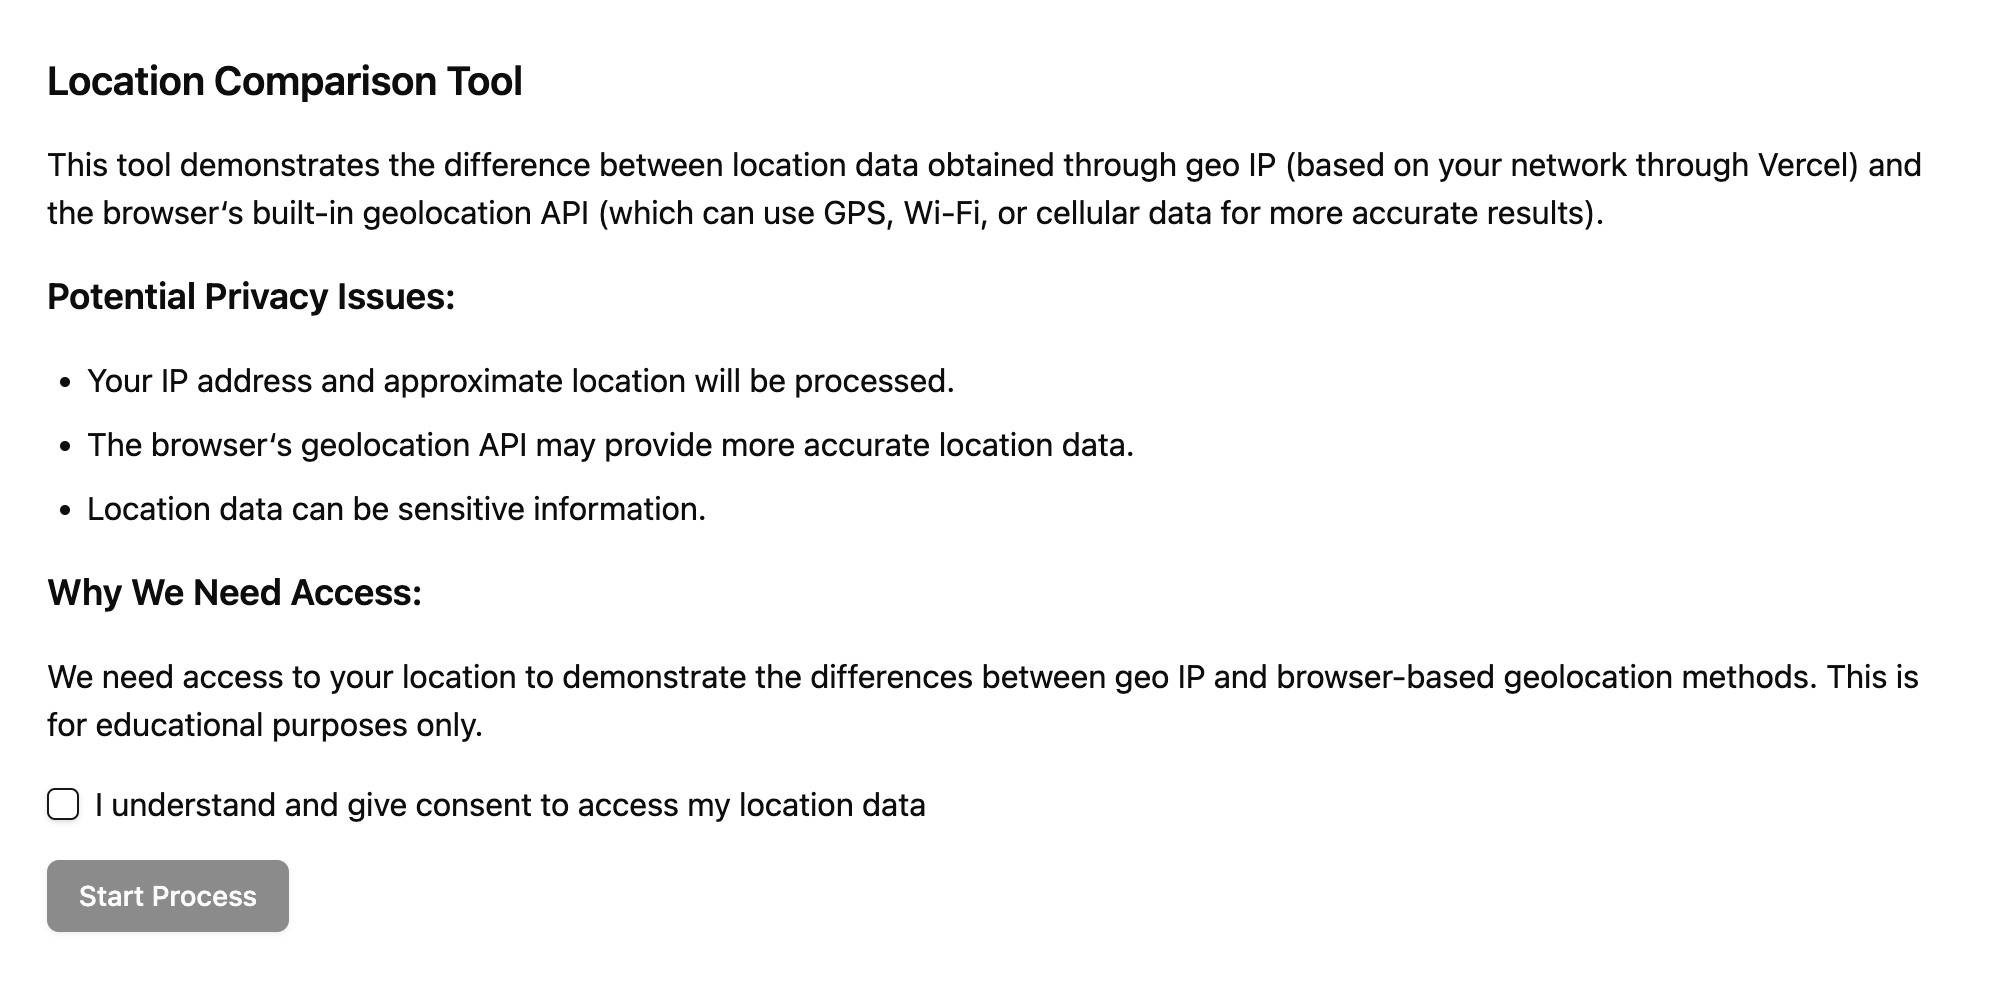 Location Comparison Tool
This tool demonstrates the difference between location data obtained through geo IP (based on your network through Vercel) and
the browser‘s built-in geolocation API (which can use GPS, Wi-Fi, or cellular data for more accurate results).
Potential Privacy Issues:
• Your IP address and approximate location will be processed.
• The browser‘s geolocation API may provide more accurate location data.
• Location data can be sensitive information.
Why We Need Access:
We need access to your location to demonstrate the differences between geo IP and browser-based geolocation methods. This is
for educational purposes only.
I understand and give consent to access my location data
Start Process